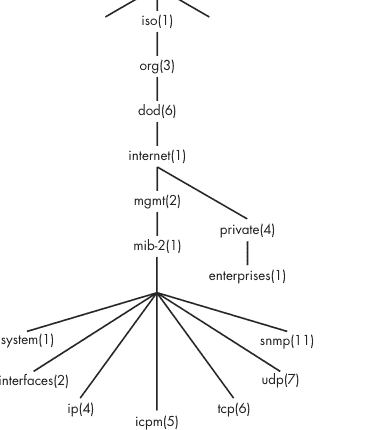 iso(1)
org(3)
dod(6)
internet(1)
mgmt(2)
private(4)
mib-2(1)
enterprises(1)
system(1)
snmp(11)
interfaces(2)
udp(7)
ip(4)
tcp(6)
icpm(5)